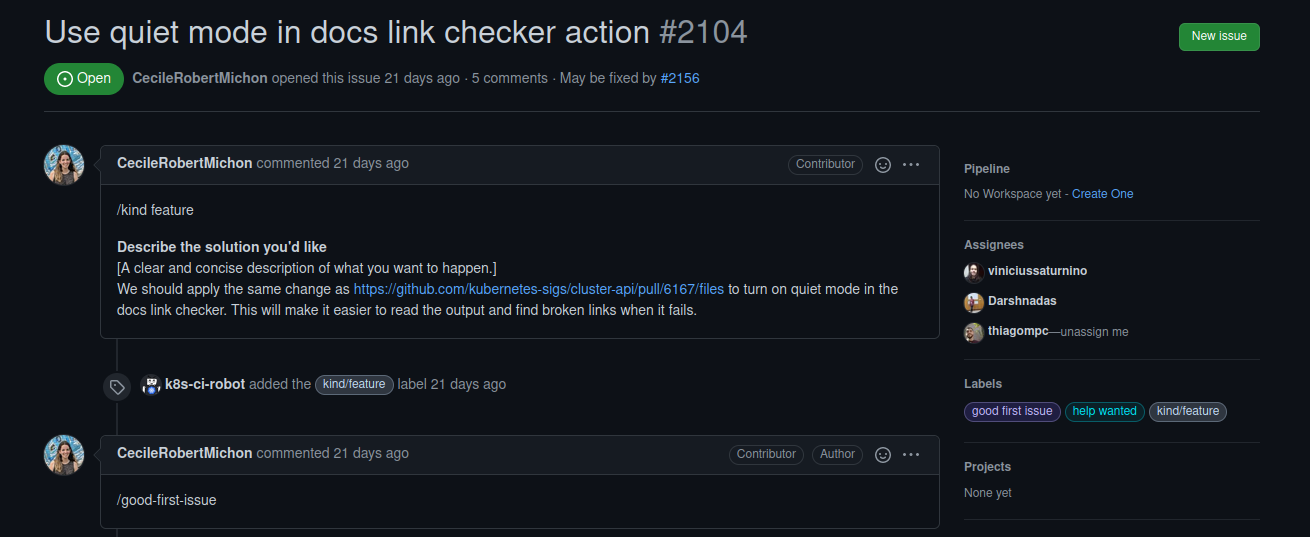 Use quiet mode in docs link checker action #2104
New issue
Open
CecileRobertMichon opened this issue 21 days ago · 5 comments · May be fixed by #2156
CecileRobertMichon commented 21 days ago
Contributor
/kind feature
Describe the solution you'd like
[A clear and concise description of what you want to happen.]
We should apply the same change as https://github.com/kubernetes-sigs/cluster-api/pull/6167/files to turn on quiet mode in the
docs link checker. This will make it easier to read the output and find broken links when it fails.
k8s-ci-robot added the kind/feature label 21 days ago
CecileRobertMichon commented 21 days ago
Contributor Author
/good-first-issue
Pipeline
No Workspace yet - Create One
Assignees
viniciussaturnino
Darshnadas
thiagompc—unassign me
Labels
good first issue help wanted kind/feature
Projects
None yet